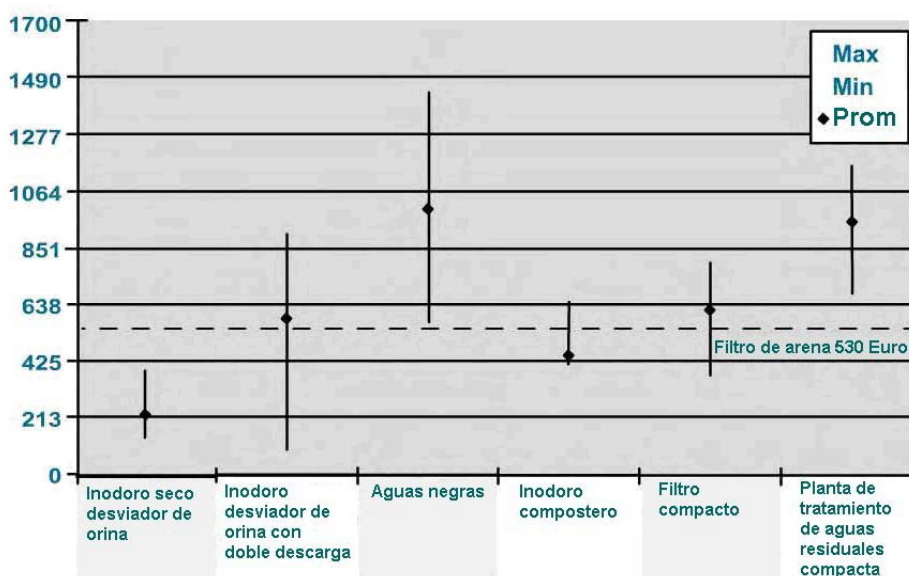 1700
1490
1277
1064
851
638
425
213
0
Max
Min
Prom
Filtro de arena 530 Euro
Inodoro seco
desviador de
orina
Inodoro
desviador de
orina con
doble descarga
Aguas negras
Inodoro
compostero
Filtro
compacto
Planta de
tratamiento
de aguas
residuales
compacta